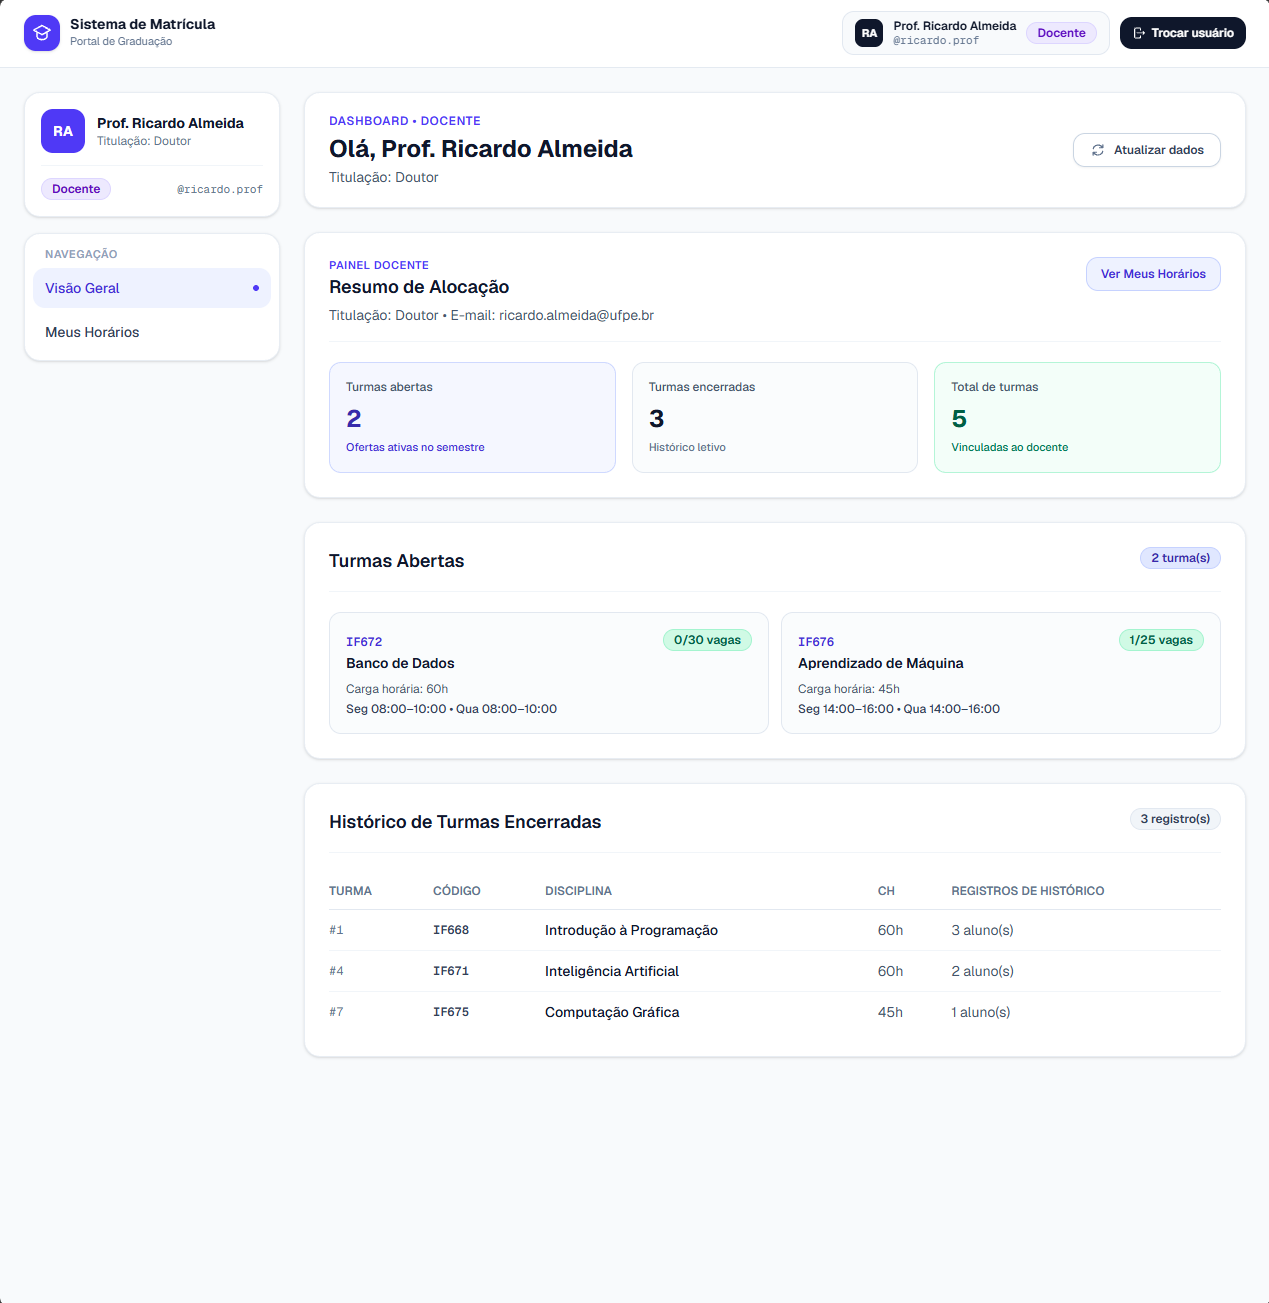 Sistema de Matrícula
Portal de Graduação
RA
Prof. Ricardo Almeida
@ricardo.prof
Docente
Trocar usuário
RA
Prof. Ricardo Almeida
Titulação: Doutor
Docente
@ricardo.prof
NAVEGAÇÃO
Visão Geral
Meus Horários
DASHBOARD • DOCENTE
Olá, Prof. Ricardo Almeida
Titulação: Doutor
Atualizar dados
PAINEL DOCENTE
Resumo de Alocação
Titulação: Doutor • E-mail: ricardo.almeida@ufpe.br
Ver Meus Horários
Turmas abertas
2
Ofertas ativas no semestre
Turmas encerradas
3
Histórico letivo
Total de turmas
5
Vinculadas ao docente
Turmas Abertas
2 turma(s)
IF672
0/30 vagas
Banco de Dados
Carga horária: 60h
Seg 08:00–10:00 • Qua 08:00–10:00
IF676
1/25 vagas
Aprendizado de Máquina
Carga horária: 45h
Seg 14:00–16:00 • Qua 14:00–16:00
Histórico de Turmas Encerradas
3 registro(s)
TURMA CÓDIGO DISCIPLINA CH REGISTROS DE HISTÓRICO
#1 IF668 Introdução à Programação 60h 3 aluno(s)
#4 IF671 Inteligência Artificial 60h 2 aluno(s)
#7 IF675 Computação Gráfica 45h 1 aluno(s)